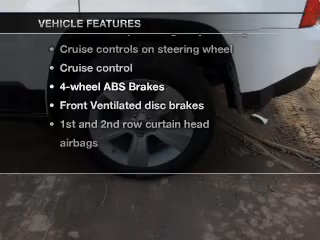 VEHICLE FEATURES
• Cruise controls on steering wheel
• Cruise control
• 4-wheel ABS Brakes
• Front Ventilated disc brakes
• 1st and 2nd row curtain head
airbags